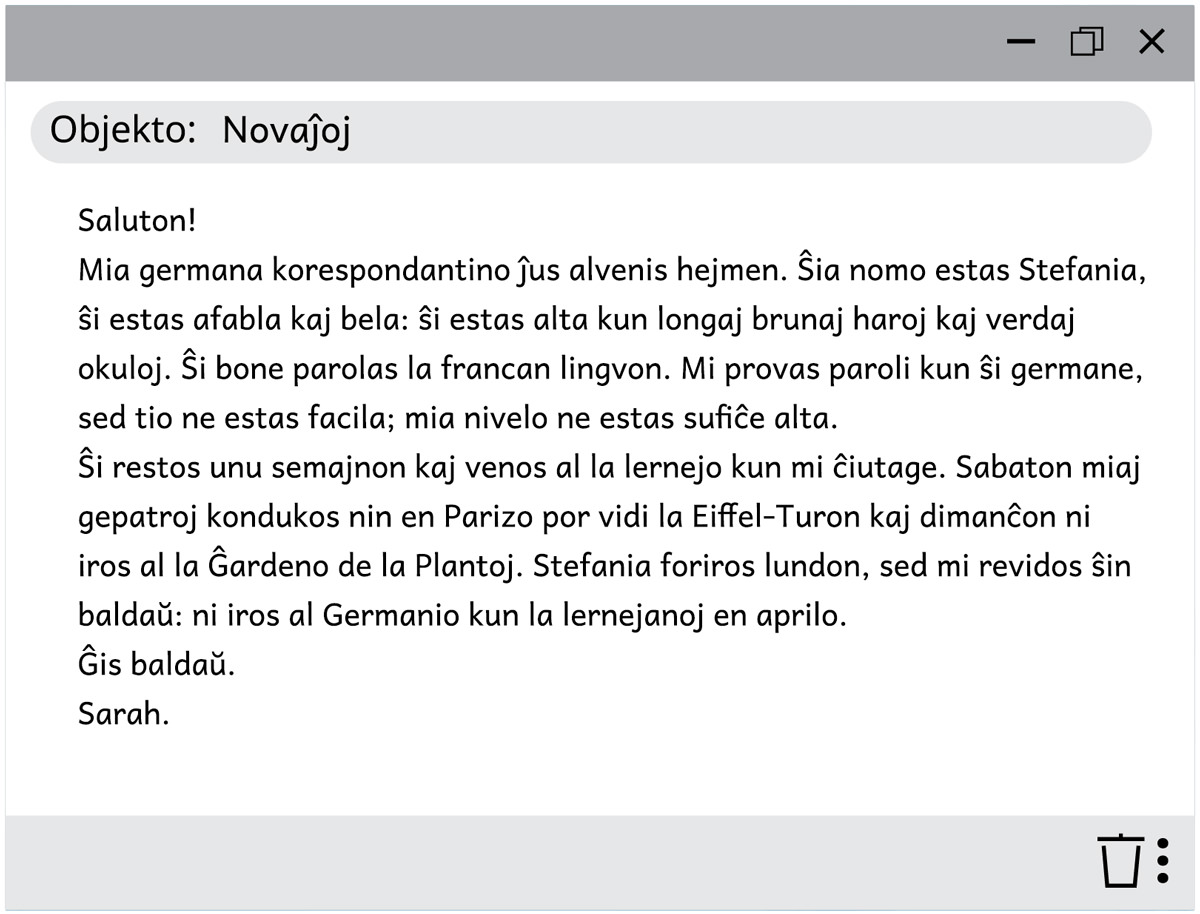 Objekto: Novaĵoj
Saluton!
Mia germana korespondantino ĵus alvenis hejmen. Ŝia nomo estas Stefania,
ŝi estas afabla kaj bela: ŝi estas alta kun longaj brunaj haroj kaj verdaj
okuloj. Ŝi bone parolas la francan lingvon. Mi provas paroli kun ŝi germane,
sed tio ne estas facila; mia nivelo ne estas sufiĉe alta.
Ŝi restos unu semajnon kaj venos al la lernejo kun mi ĉiutage. Sabaton miaj
gepatroj kondukos nin en Parizo por vidi la Eiffel-Turon kaj dimanĉon ni
iros al la Ĝardeno de la Plantoj. Stefania foriros lundon, sed mi revidos ŝin
baldaŭ: ni iros al Germanio kun la lernejanoj en aprilo.
Ĝis baldaŭ.
Sarah.